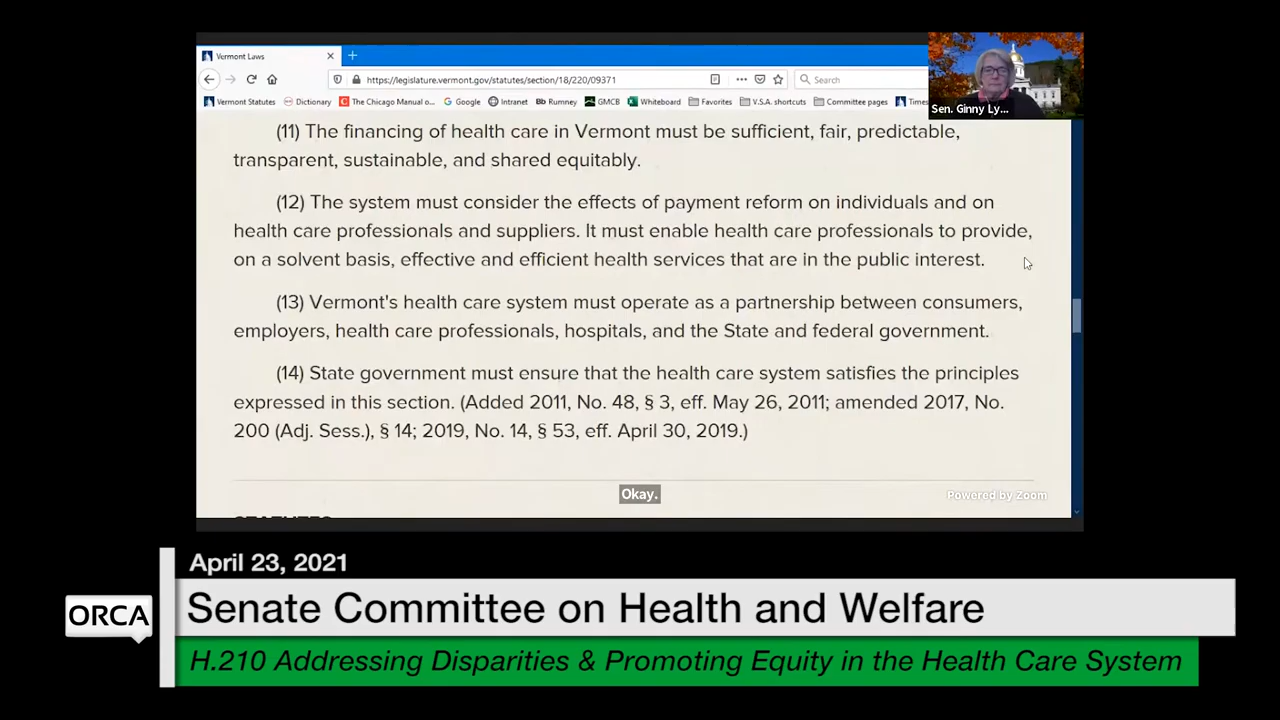 Vermont Laws
https://legislature.vermont.gov/statutes/section/18/220/09371
Search
Vermont Statutes Dictionary The Chicago Manual o... Google Intranet Bb Rumney GMCB Whiteboard Favorites V.S.A. shortcuts Committee pages
Sen. Ginny Ly...
(11) The financing of health care in Vermont must be sufficient, fair, predictable,
transparent, sustainable, and shared equitably.
(12) The system must consider the effects of payment reform on individuals and on
health care professionals and suppliers. It must enable health care professionals to provide,
on a solvent basis, effective and efficient health services that are in the public interest.
(13) Vermont's health care system must operate as a partnership between consumers,
employers, health care professionals, hospitals, and the State and federal government.
(14) State government must ensure that the health care system satisfies the principles
expressed in this section. (Added 2011, No. 48, § 3, eff. May 26, 2011; amended 2017, No.
200 (Adj. Sess.), § 14; 2019, No. 14, § 53, eff. April 30, 2019.)
Okay.
Powered by Zoom
April 23, 2021
ORCA
Senate Committee on Health and Welfare
H.210 Addressing Disparities & Promoting Equity in the Health Care System